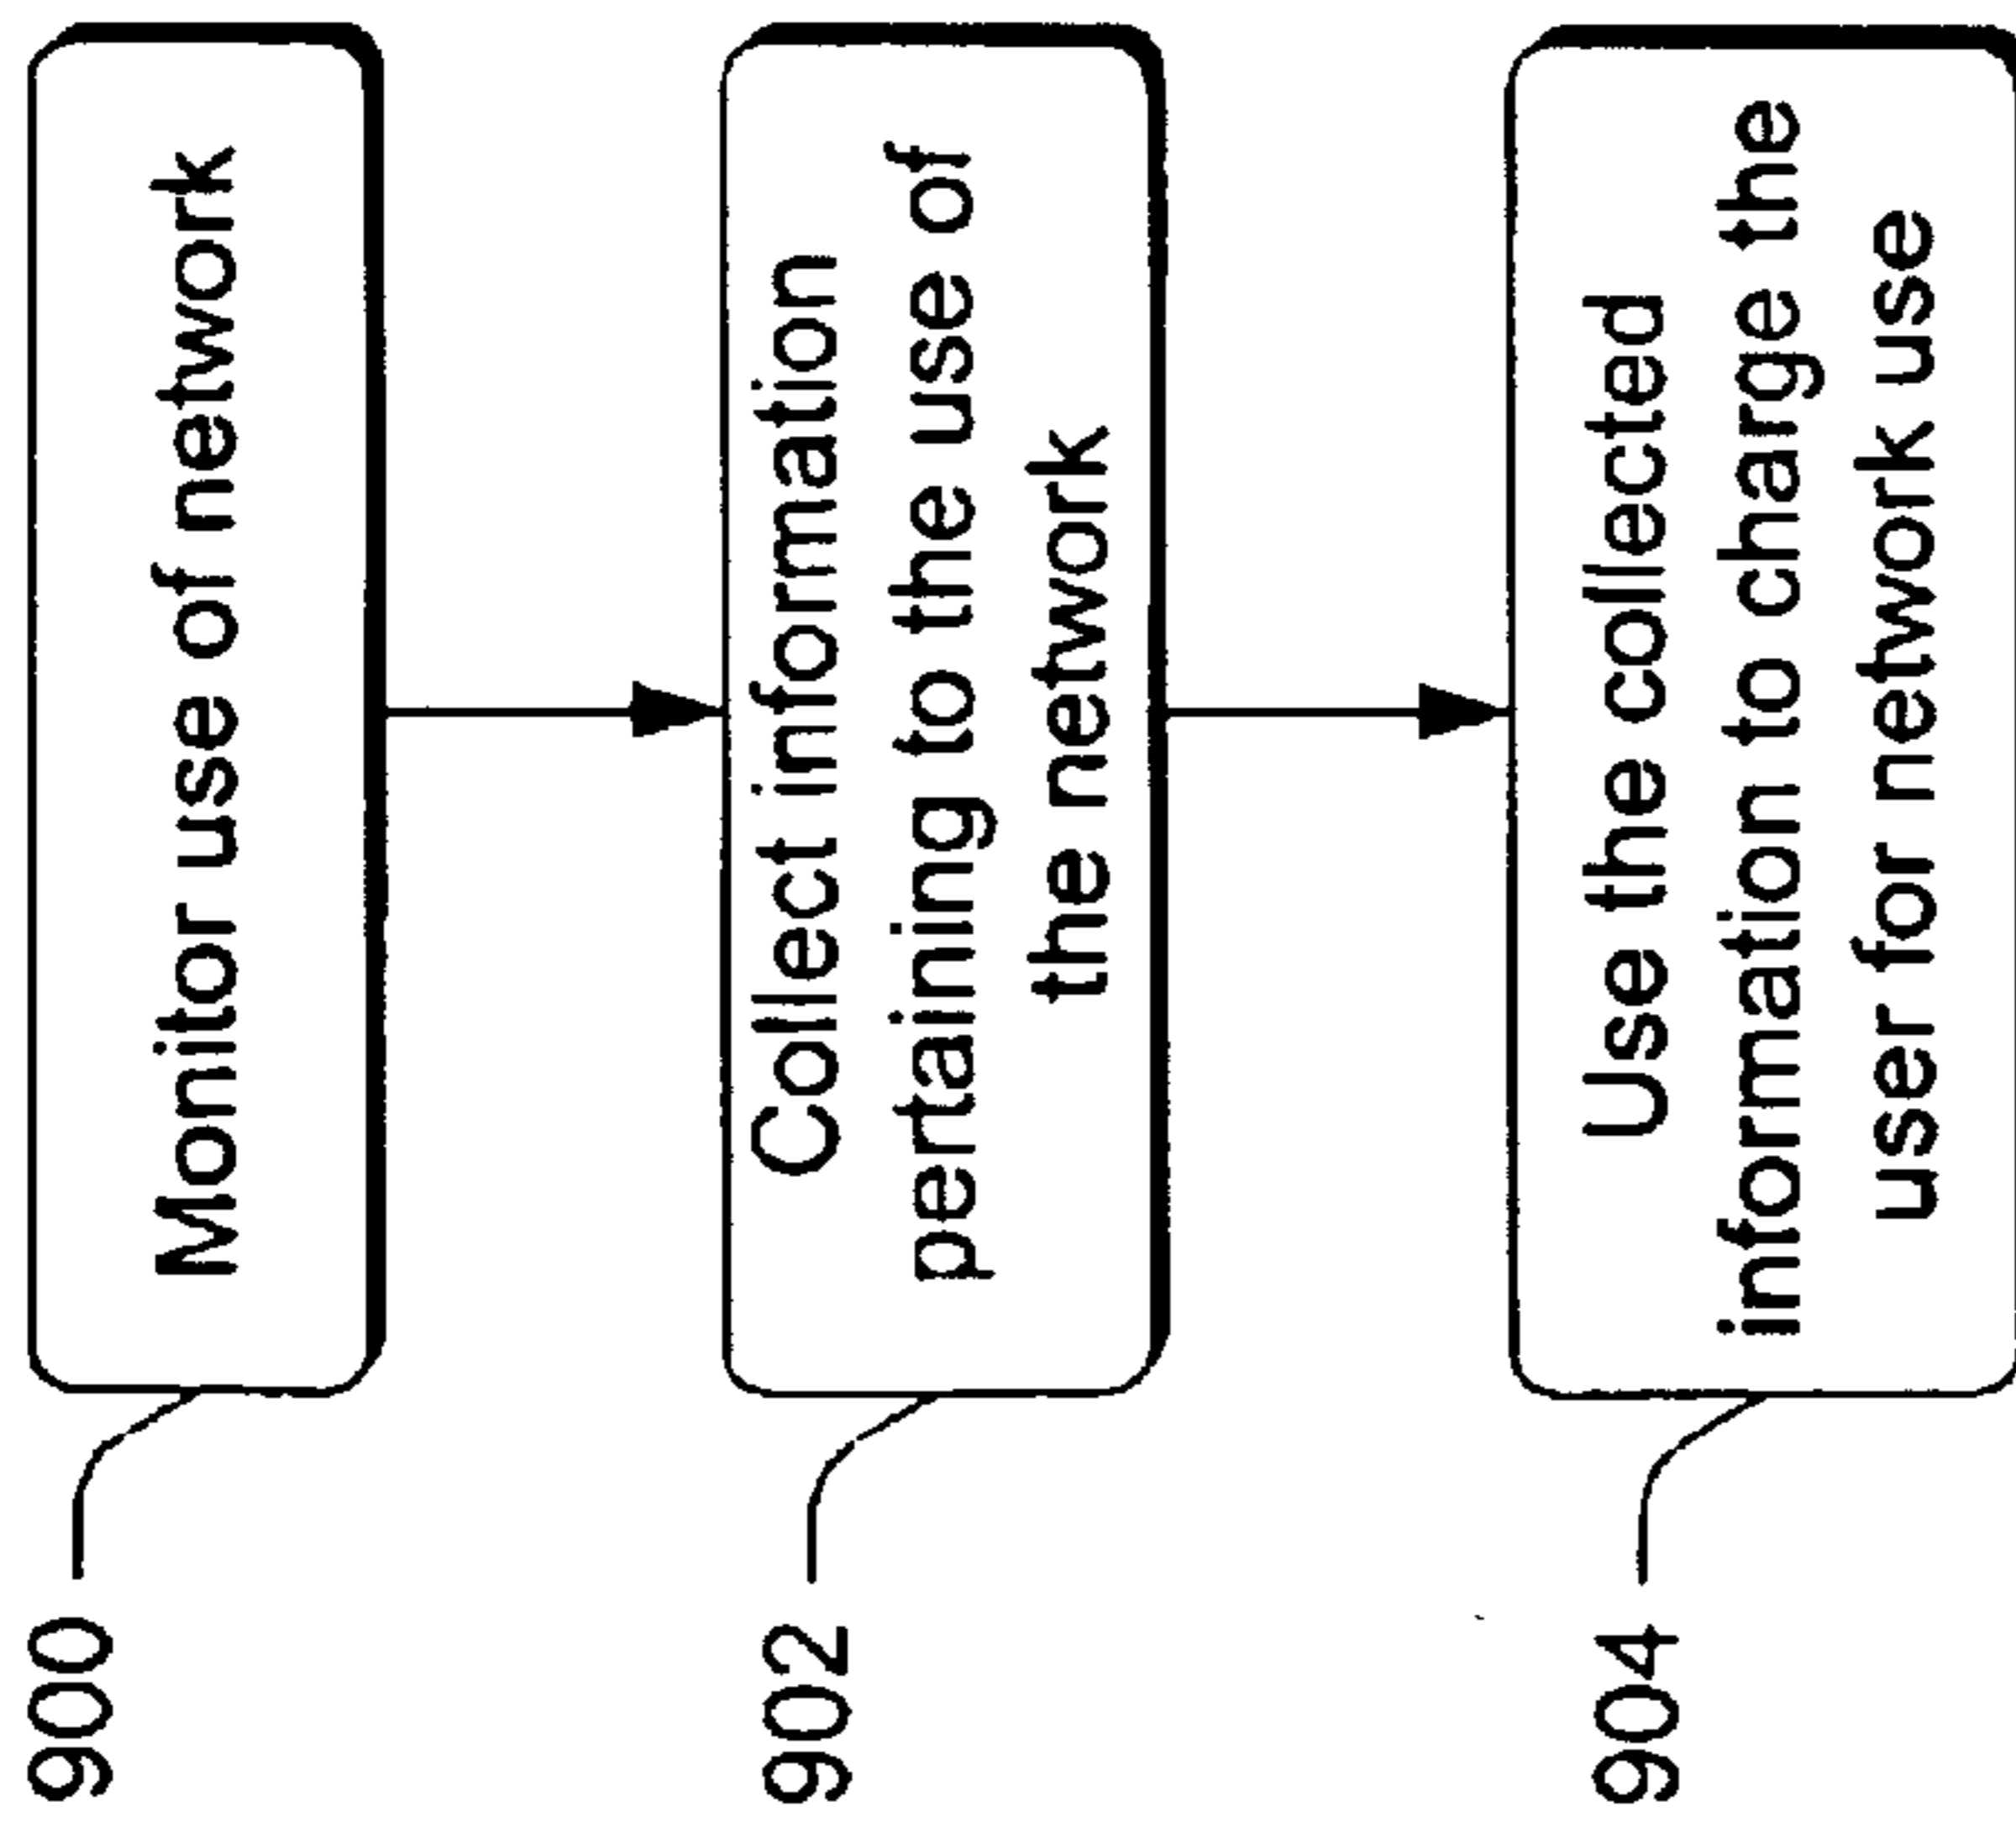 900
Monitor use of network
902
Collect information
pertaining to the use of
the network
904
Use the collected
information to charge the
user for network use